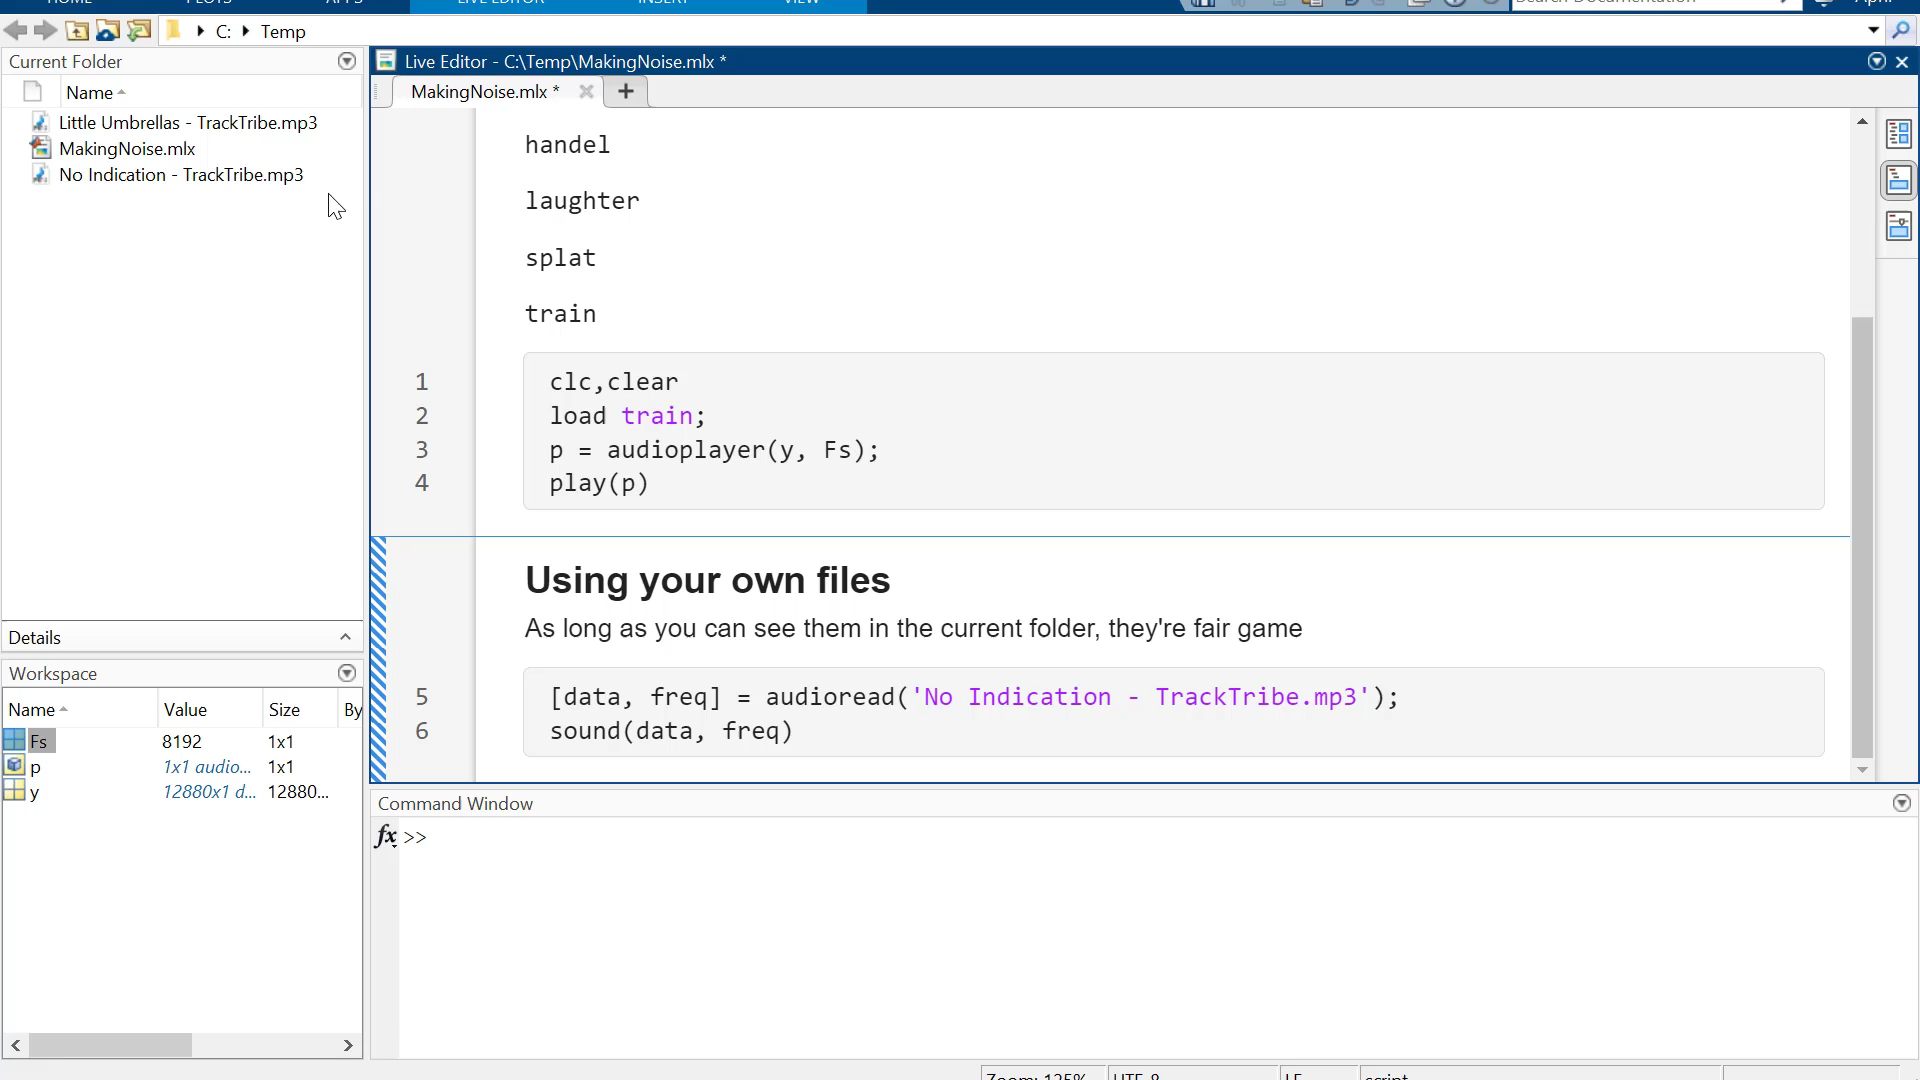 HOME PLOTS APPS LIVE EDITOR INSERT VIEW Search Documentation April
C: Temp
Current Folder
Name
Little Umbrellas - TrackTribe.mp3
MakingNoise.mlx
No Indication - TrackTribe.mp3
Details
Workspace
Name Value Size By
Fs 8192 1x1
p 1x1 audio... 1x1
y 12880x1 d... 12880...
Live Editor - C:\Temp\MakingNoise.mlx *
MakingNoise.mlx *
handel
laughter
splat
train
1 clc,clear
2 load train;
3 p = audioplayer(y, Fs);
4 play(p)
Using your own files
As long as you can see them in the current folder, they're fair game
5 [data, freq] = audioread('No Indication - TrackTribe.mp3');
6 sound(data, freq)
Command Window
fx >>
Zoom: 125% UTF-8 LF script